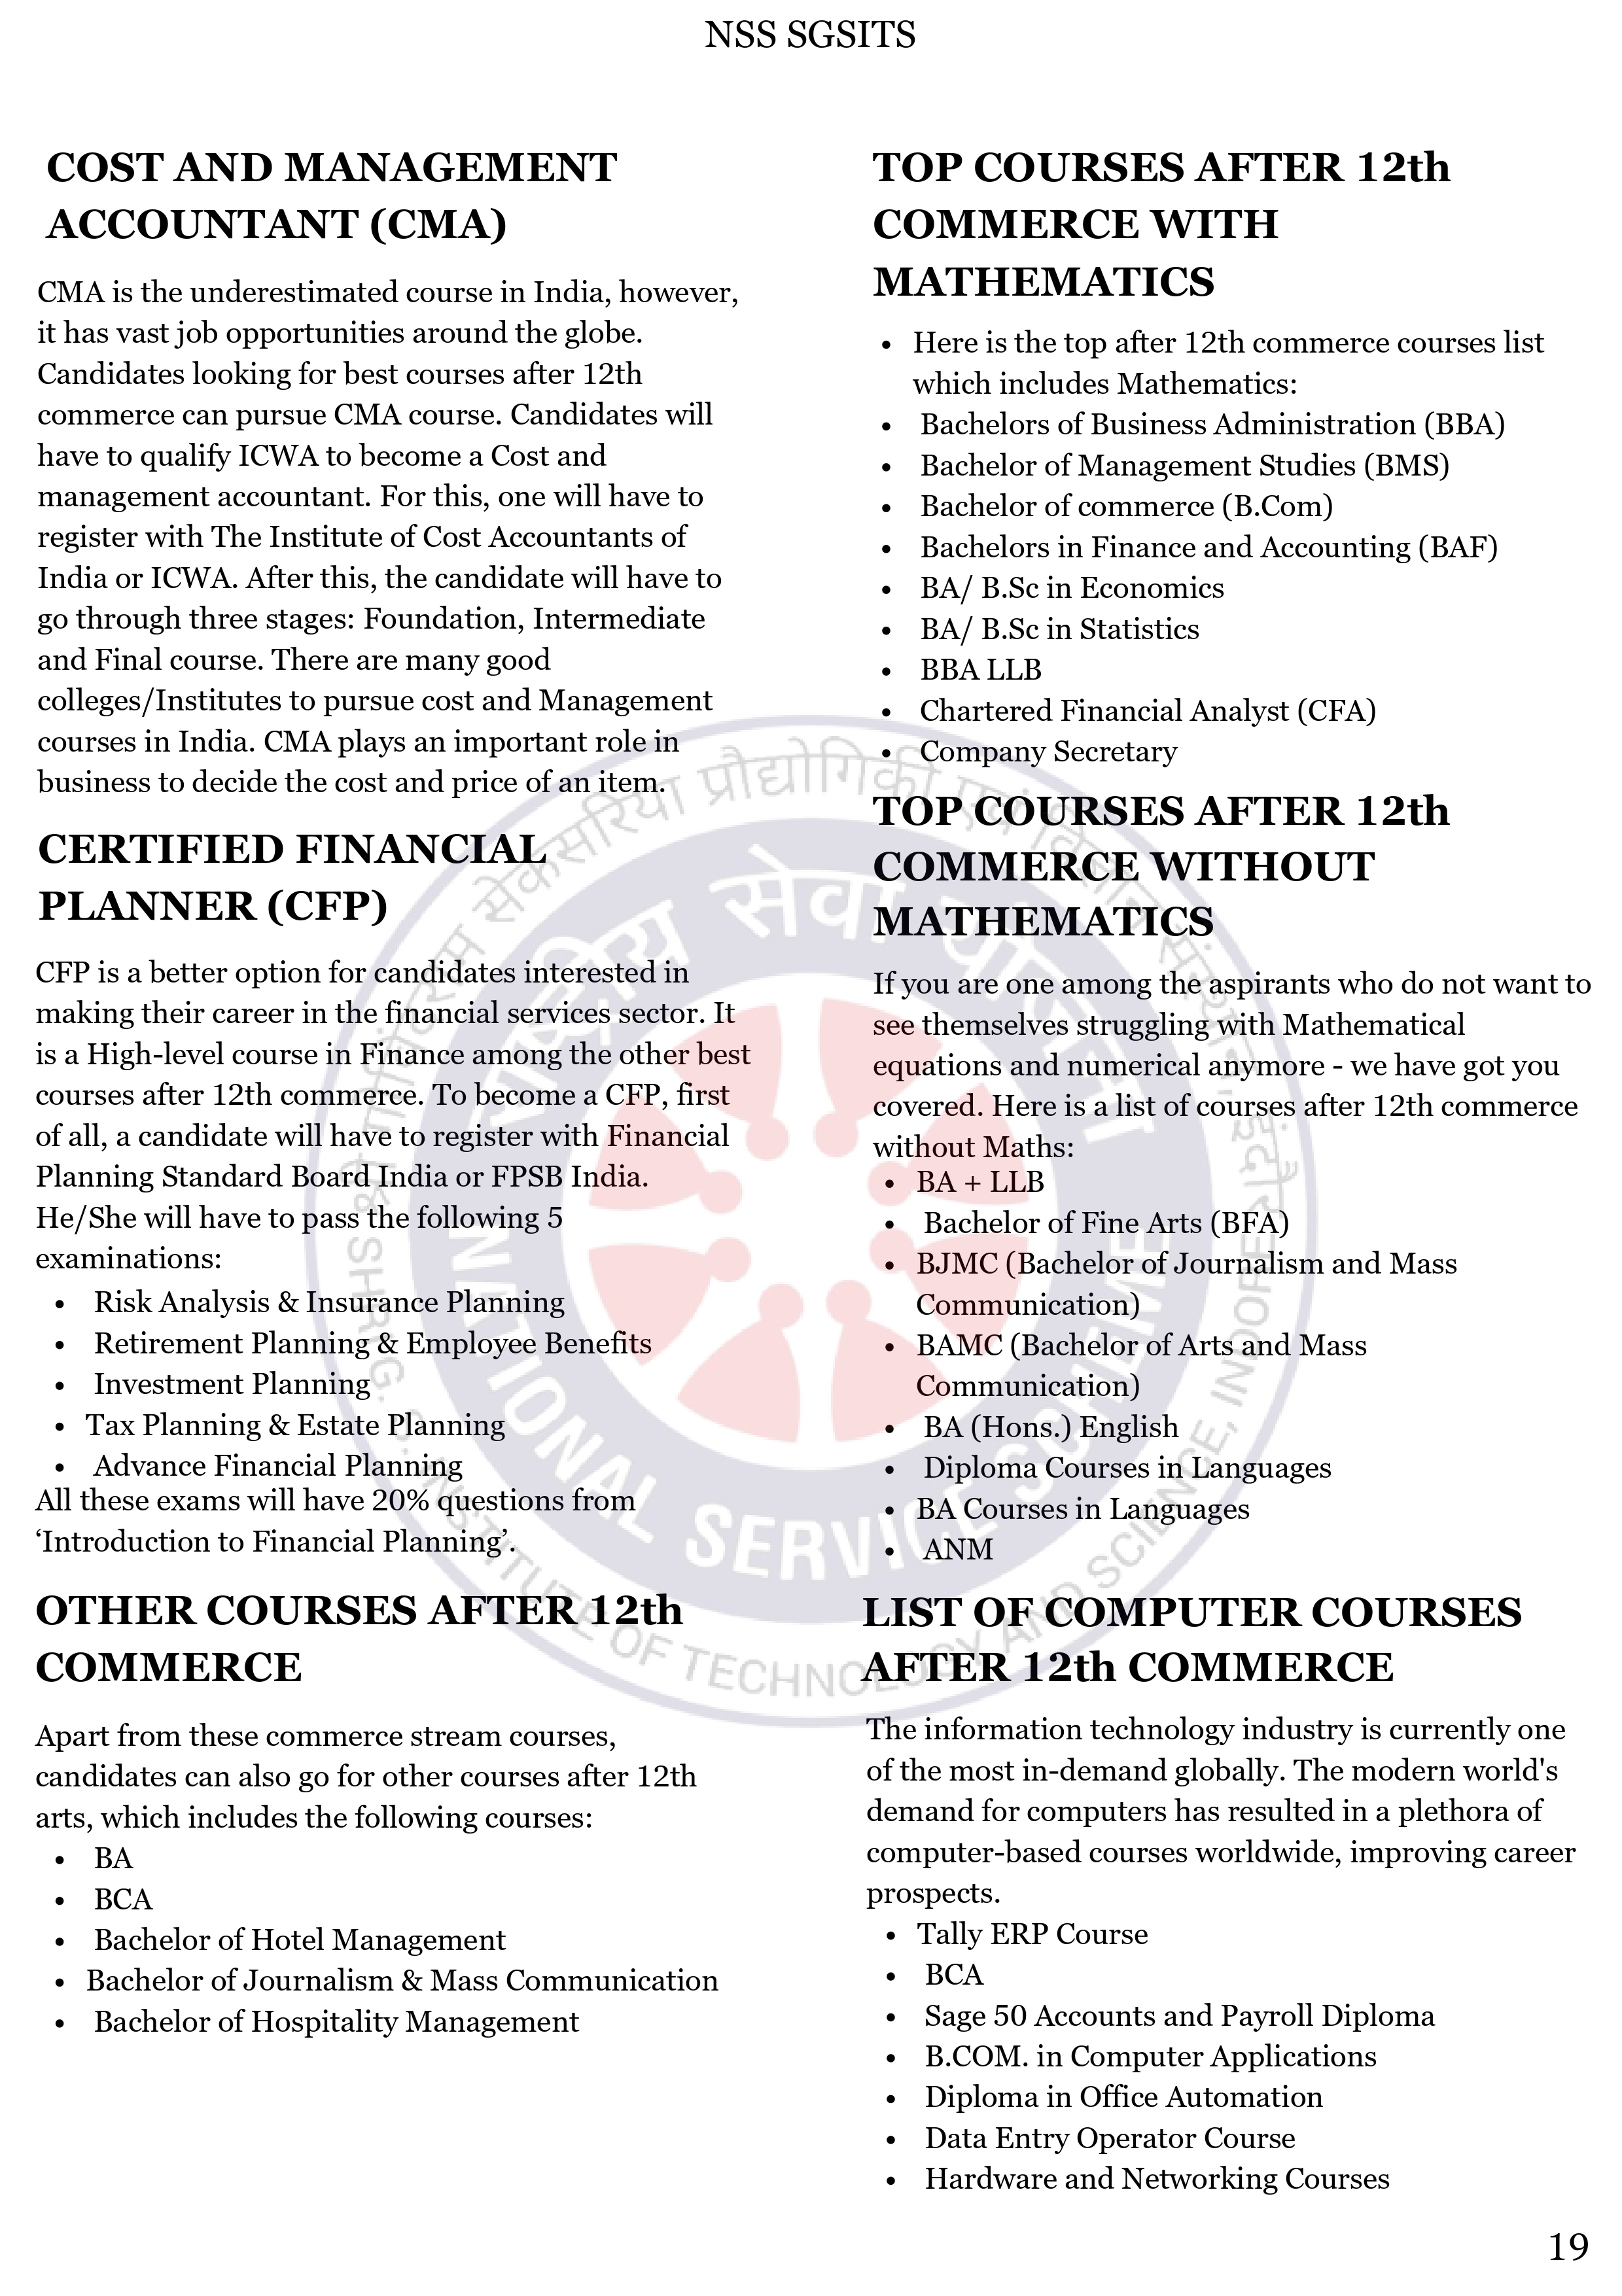 NSS SGSITS
COST AND MANAGEMENT
ACCOUNTANT (CMA)
CMA is the underestimated course in India, however,
it has vast job opportunities around the globe.
Candidates looking for best courses after 12th
commerce can pursue CMA course. Candidates will
have to qualify ICWA to become a Cost and
management accountant. For this, one will have to
register with The Institute of Cost Accountants of
India or ICWA. After this, the candidate will have to
go through three stages: Foundation, Intermediate
and Final course. There are many good
colleges/Institutes to pursue cost and Management
courses in India. CMA plays an important role in
business to decide the cost and price of an item.
CERTIFIED FINANCIAL
PLANNER (CFP)
CFP is a better option for candidates interested in
making their career in the financial services sector. It
is a High-level course in Finance among the other best
courses after 12th commerce. To become a CFP, first
of all, a candidate will have to register with Financial
Planning Standard Board India or FPSB India.
He/She will have to pass the following 5
examinations:
• Risk Analysis & Insurance Planning
• Retirement Planning & Employee Benefits
• Investment Planning
• Tax Planning & Estate Planning
• Advance Financial Planning
All these exams will have 20% questions from
‘Introduction to Financial Planning’.
OTHER COURSES AFTER 12th
COMMERCE
Apart from these commerce stream courses,
candidates can also go for other courses after 12th
arts, which includes the following courses:
• BA
• BCA
• Bachelor of Hotel Management
• Bachelor of Journalism & Mass Communication
• Bachelor of Hospitality Management
TOP COURSES AFTER 12th
COMMERCE WITH
MATHEMATICS
• Here is the top after 12th commerce courses list
which includes Mathematics:
• Bachelors of Business Administration (BBA)
• Bachelor of Management Studies (BMS)
• Bachelor of commerce (B.Com)
• Bachelors in Finance and Accounting (BAF)
• BA/ B.Sc in Economics
• BA/ B.Sc in Statistics
• BBA LLB
• Chartered Financial Analyst (CFA)
• Company Secretary
TOP COURSES AFTER 12th
COMMERCE WITHOUT
MATHEMATICS
If you are one among the aspirants who do not want to
see themselves struggling with Mathematical
equations and numerical anymore - we have got you
covered. Here is a list of courses after 12th commerce
without Maths:
• BA + LLB
• Bachelor of Fine Arts (BFA)
• BJMC (Bachelor of Journalism and Mass
Communication)
• BAMC (Bachelor of Arts and Mass
Communication)
• BA (Hons.) English
• Diploma Courses in Languages
• BA Courses in Languages
• ANM
LIST OF COMPUTER COURSES
AFTER 12th COMMERCE
The information technology industry is currently one
of the most in-demand globally. The modern world's
demand for computers has resulted in a plethora of
computer-based courses worldwide, improving career
prospects.
• Tally ERP Course
• BCA
• Sage 50 Accounts and Payroll Diploma
• B.COM. in Computer Applications
• Diploma in Office Automation
• Data Entry Operator Course
• Hardware and Networking Courses
19
सेवा
NATIONAL SERVICE SCHEME
INSTITUTE OF TECHNOLOGY AND SCIENCE, INDORE